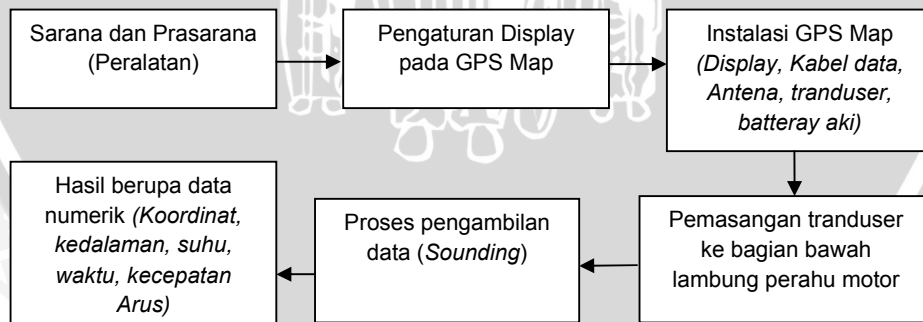 Sarana dan Prasarana
(Peralatan)
Pengaturan Display
pada GPS Map
Instalasi GPS Map
(Display, Kabel data,
Antena, tranduser,
batteray aki)
Pemasangan tranduser
ke bagian bawah
lambung perahu motor
Proses pengambilan
data (Sounding)
Hasil berupa data
numerik (Koordinat,
kedalaman, suhu,
waktu, kecepatan
Arus)